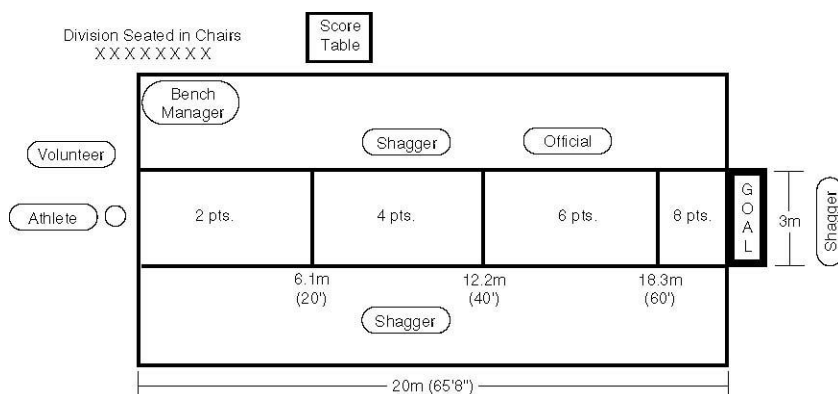 Division Seated in Chairs
X X X X X X X X
Score
Table
Bench
Manager
Volunteer
Shagger
Official
Athlete
2 pts.
4 pts.
6 pts.
8 pts.
G
O
A
L
3m
Shagger
6.1m
(20')
12.2m
(40')
18.3m
(60')
Shagger
20m (65'8")